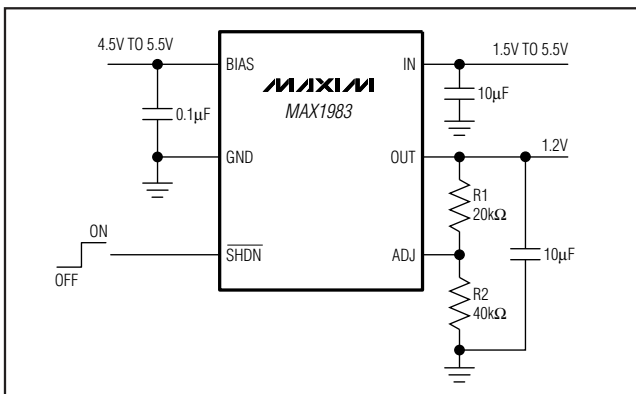 4.5V TO 5.5V
BIAS
IN
1.5V TO 5.5V
MAXIM
MAX1983
0.1µF
10µF
GND
OUT
1.2V
R1
20kΩ
ON
OFF
SHDN
ADJ
10µF
R2
40kΩ